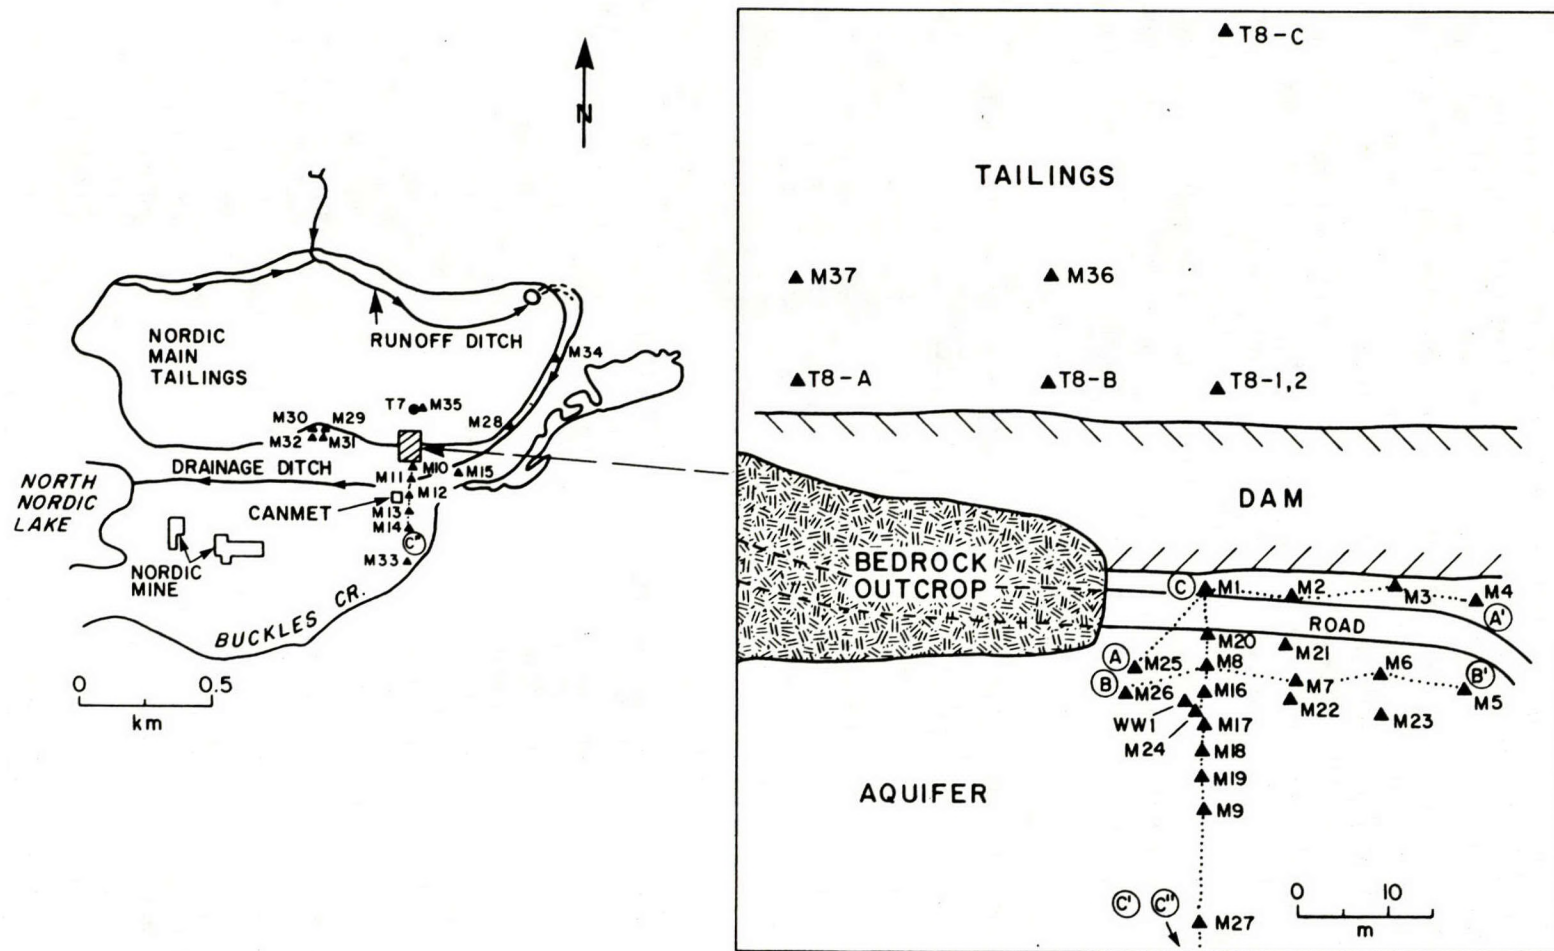 N
NORDIC
MAIN
TAILINGS
RUNOFF DITCH
M34
T7
M35
M30
M29
M28
M32
M31
DRAINAGE DITCH
M10
M15
M11
M12
CANMET
M13
M14
C"
M33
NORTH
NORDIC
LAKE
NORDIC
MINE
BUCKLES CR.
0
0.5
km
T8-C
TAILINGS
M37
M36
T8-A
T8-B
T8-1,2
DAM
BEDROCK
OUTCROP
C
M1
M2
M3
M4
A'
ROAD
M20
M21
A
M25
M8
M6
B'
B
M26
M16
M7
M5
M22
M23
WW1
M17
M24
M18
M19
AQUIFER
M9
0
10
m
C'
C"
M27